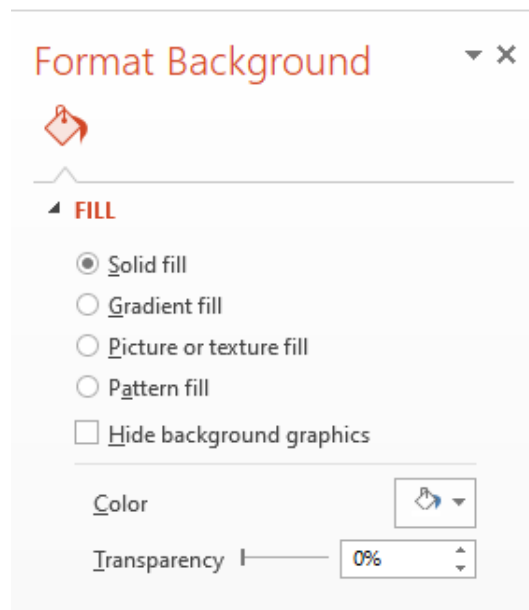 Format Background
FILL
Solid fill
Gradient fill
Picture or texture fill
Pattern fill
Hide background graphics
Color
Transparency 0%